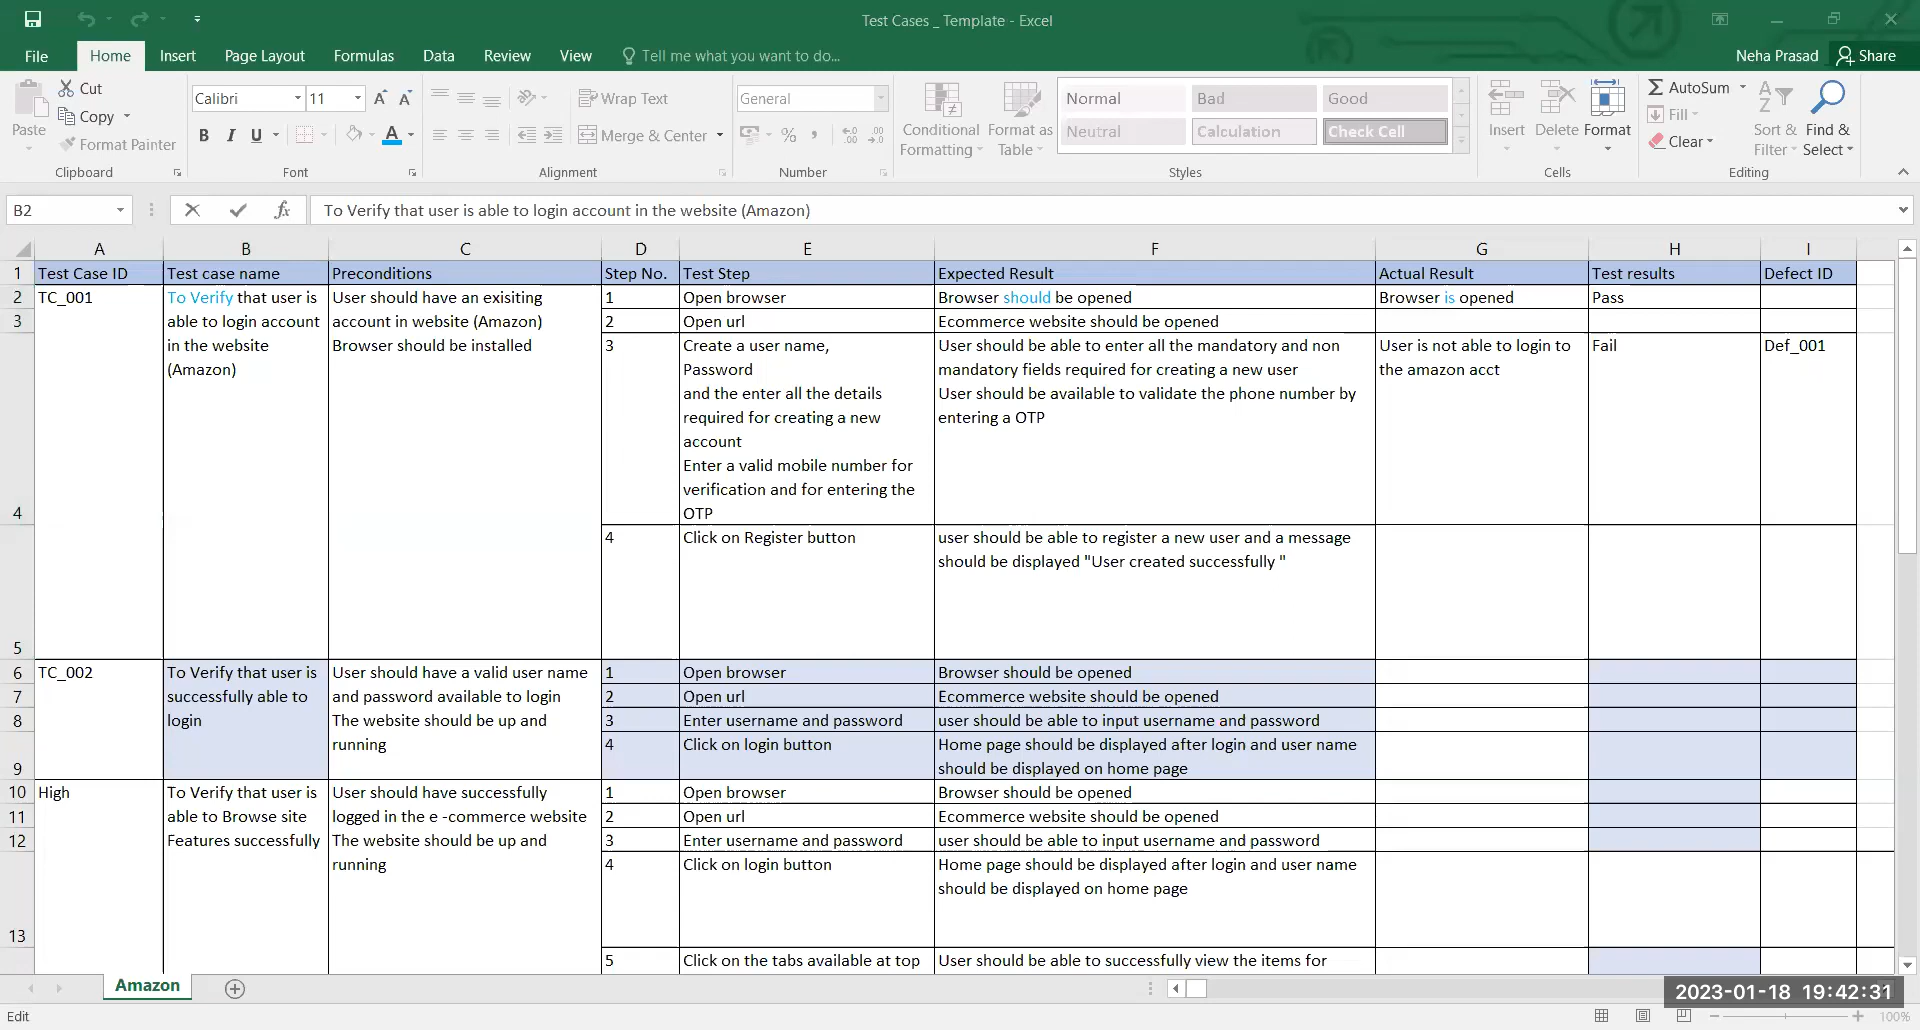 Test Cases _ Template - Excel
File Home Insert Page Layout Formulas Data Review View Tell me what you want to do...
Neha Prasad Share
Paste
Cut
Copy
Format Painter
Clipboard
Calibri 11
B I U
Font
Wrap Text
Merge & Center
Alignment
General
%
Number
Conditional Formatting
Format as Table
Normal Bad Good
Neutral Calculation Check Cell
Styles
Insert Delete Format
Cells
AutoSum
Fill
Clear
Sort & Filter
Find & Select
Editing
B2 fx To Verify that user is able to login account in the website (Amazon)
A B C D E F G H I
1 Test Case ID Test case name Preconditions Step No. Test Step Expected Result Actual Result Test results Defect ID
2 TC_001 To Verify that user is User should have an exisiting 1 Open browser Browser should be opened Browser is opened Pass
3 able to login account account in website (Amazon) 2 Open url Ecommerce website should be opened
in the website Browser should be installed 3 Create a user name, User should be able to enter all the mandatory and non User is not able to login to Fail Def_001
(Amazon) Password mandatory fields required for creating a new user the amazon acct
and the enter all the details User should be available to validate the phone number by
required for creating a new entering a OTP
account
Enter a valid mobile number for
verification and for entering the
4 OTP
4 Click on Register button user should be able to register a new user and a message
should be displayed "User created successfully "
5
6 TC_002 To Verify that user is User should have a valid user name 1 Open browser Browser should be opened
7 successfully able to and password available to login 2 Open url Ecommerce website should be opened
8 login The website should be up and 3 Enter username and password user should be able to input username and password
running 4 Click on login button Home page should be displayed after login and user name
9 should be displayed on home page
10 High To Verify that user is User should have successfully 1 Open browser Browser should be opened
11 able to Browse site logged in the e -commerce website 2 Open url Ecommerce website should be opened
12 Features successfully The website should be up and 3 Enter username and password user should be able to input username and password
running 4 Click on login button Home page should be displayed after login and user name
should be displayed on home page
13
5 Click on the tabs available at top User should be able to successfully view the items for
Amazon
2023-01-18 19:42:31
Edit
100%